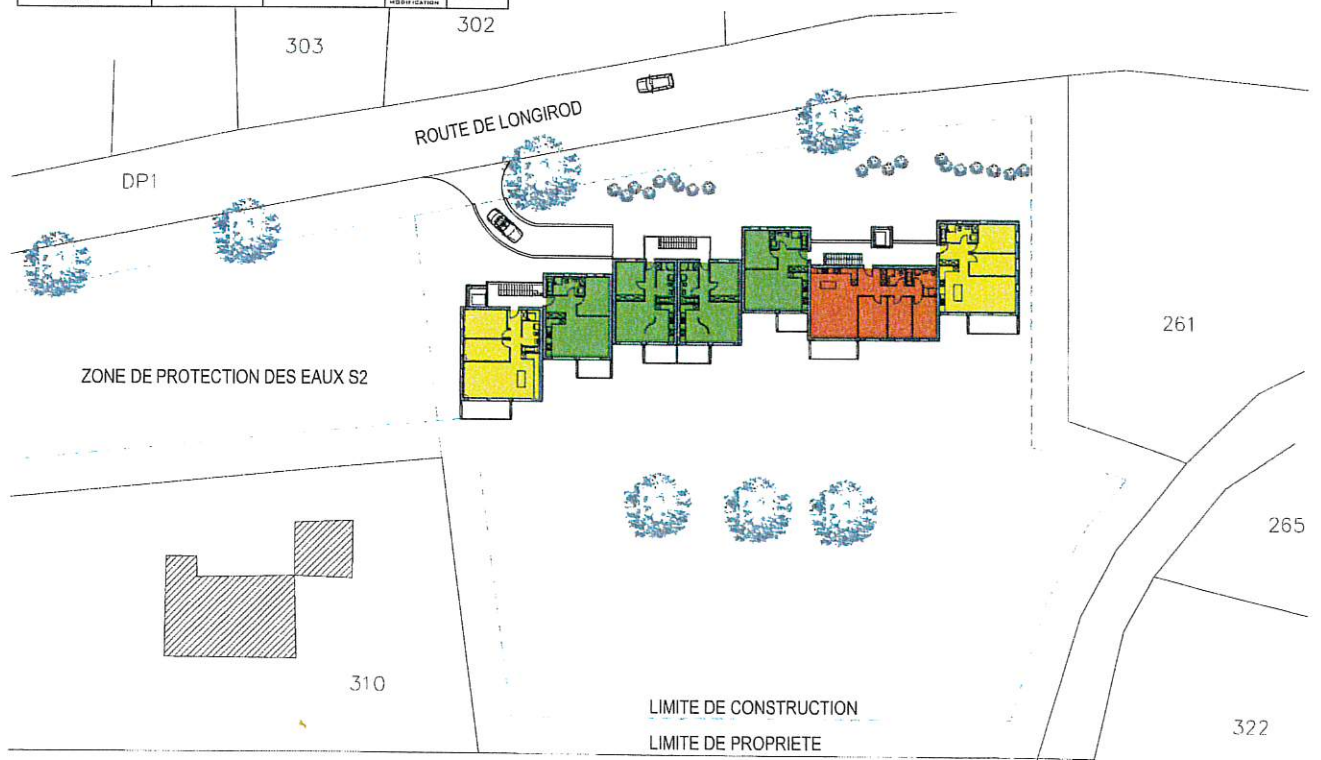 MODIFICATION
302
303
ROUTE DE LONGIROD
DP1
261
ZONE DE PROTECTION DES EAUX S2
265
310
LIMITE DE CONSTRUCTION
322
LIMITE DE PROPRIETE